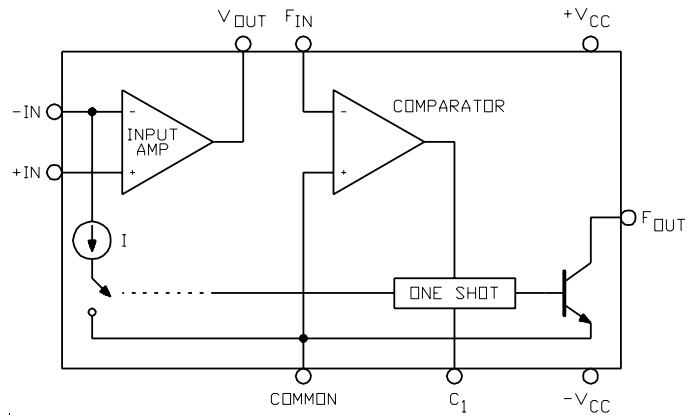 VOUT FIN +VCC
-IN
+IN
-
+
INPUT
AMP
-
+
COMPARATOR
I
ONE SHOT
FOUT
COMMON C1 -VCC